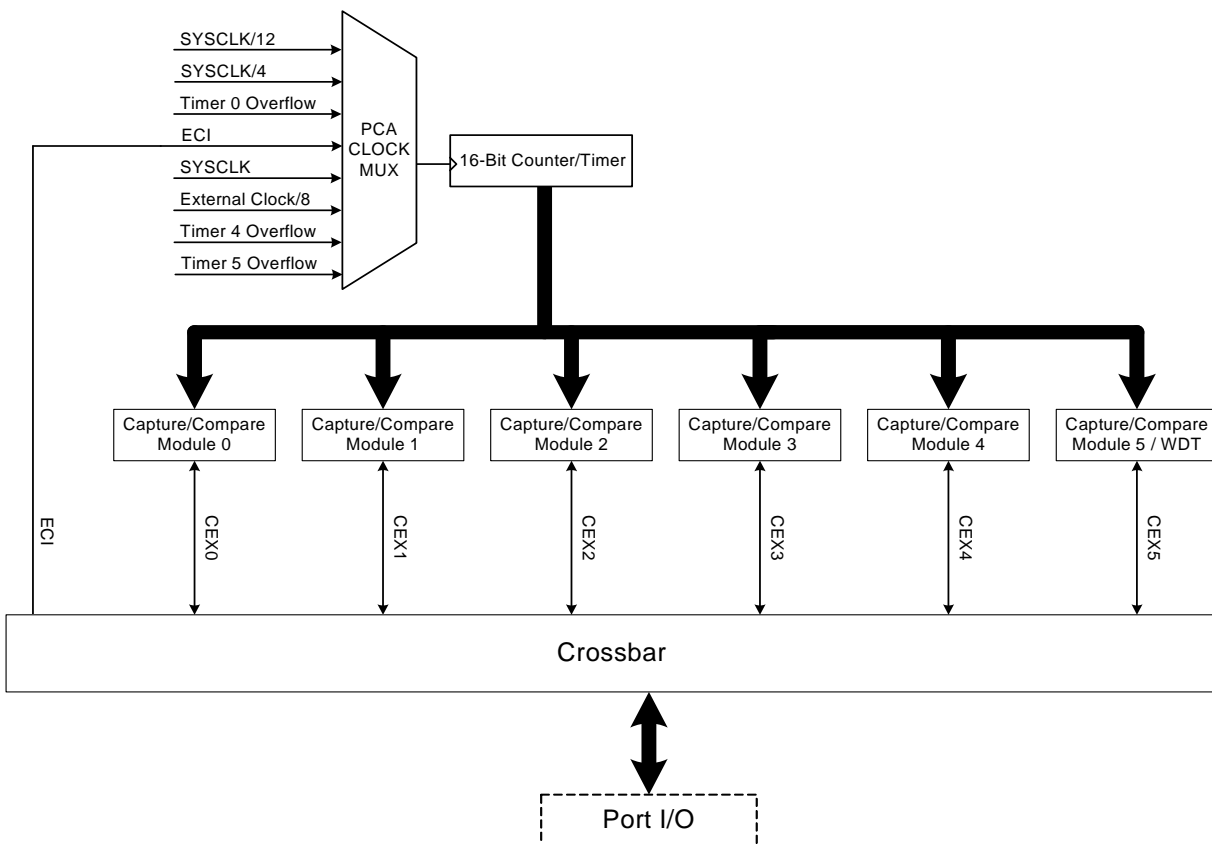 SYSCLK/12
SYSCLK/4
Timer 0 Overflow
ECI
SYSCLK
External Clock/8
Timer 4 Overflow
Timer 5 Overflow
PCA
CLOCK
MUX
16-Bit Counter/Timer
Capture/Compare
Module 0
Capture/Compare
Module 1
Capture/Compare
Module 2
Capture/Compare
Module 3
Capture/Compare
Module 4
Capture/Compare
Module 5 / WDT
ECI
CEX0
CEX1
CEX2
CEX3
CEX4
CEX5
Crossbar
Port I/O